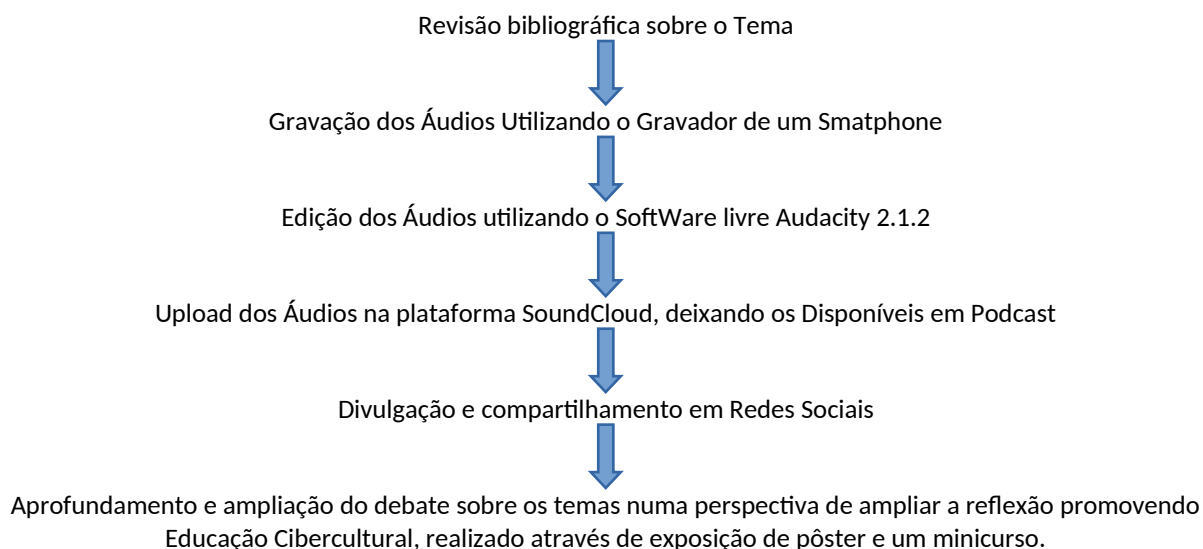 Revisão bibliográfica sobre o Tema
Gravação dos Áudios Utilizando o Gravador de um Smatphone
Edição dos Áudios utilizando o SoftWare livre Audacity 2.1.2
Upload dos Áudios na plataforma SoundCloud, deixando os Disponíveis em Podcast
Divulgação e compartilhamento em Redes Sociais
Aprofundamento e ampliação do debate sobre os temas numa perspectiva de ampliar a reflexão promovendo
Educação Cibercultural, realizado através de exposição de pôster e um minicurso.